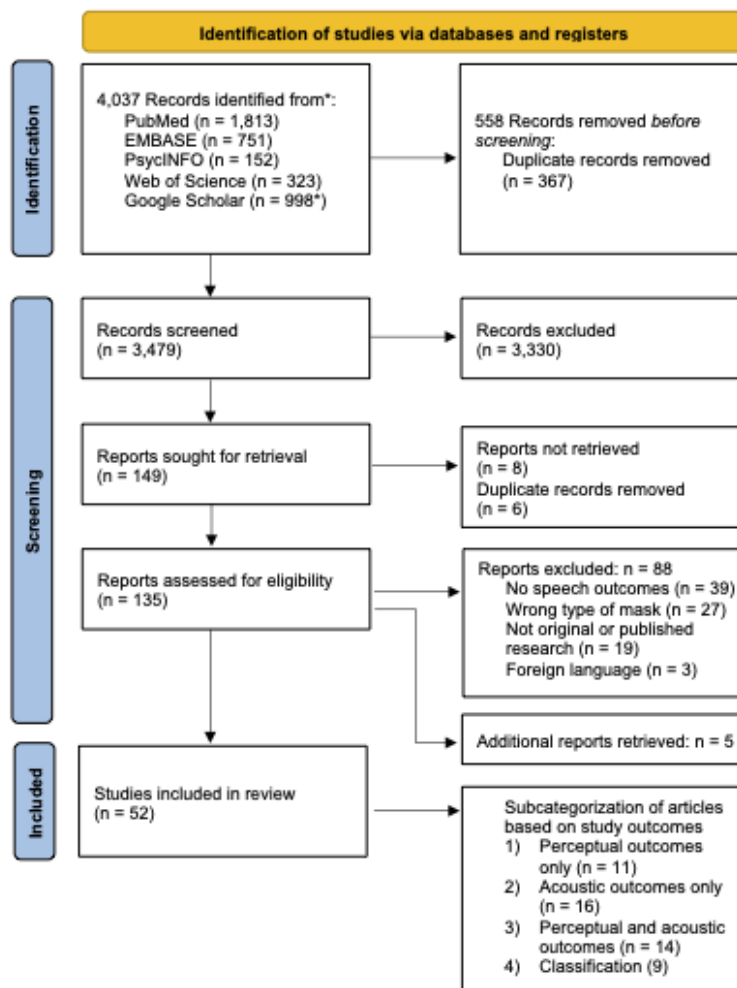 Identification of studies via databases and registers
Identification
4,037 Records identified from*:
PubMed (n = 1,813)
EMBASE (n = 751)
PsycINFO (n = 152)
Web of Science (n = 323)
Google Scholar (n = 998*)
558 Records removed before
screening:
Duplicate records removed
(n = 367)
Screening
Records screened
(n = 3,479)
Records excluded
(n = 3,330)
Reports sought for retrieval
(n = 149)
Reports not retrieved
(n = 8)
Duplicate records removed
(n = 6)
Reports assessed for eligibility
(n = 135)
Reports excluded: n = 88
No speech outcomes (n = 39)
Wrong type of mask (n = 27)
Not original or published
research (n = 19)
Foreign language (n = 3)
Additional reports retrieved: n = 5
Included
Studies included in review
(n = 52)
Subcategorization of articles
based on study outcomes
1) Perceptual outcomes
only (n = 11)
2) Acoustic outcomes only
(n = 16)
3) Perceptual and acoustic
outcomes (n = 14)
4) Classification (9)